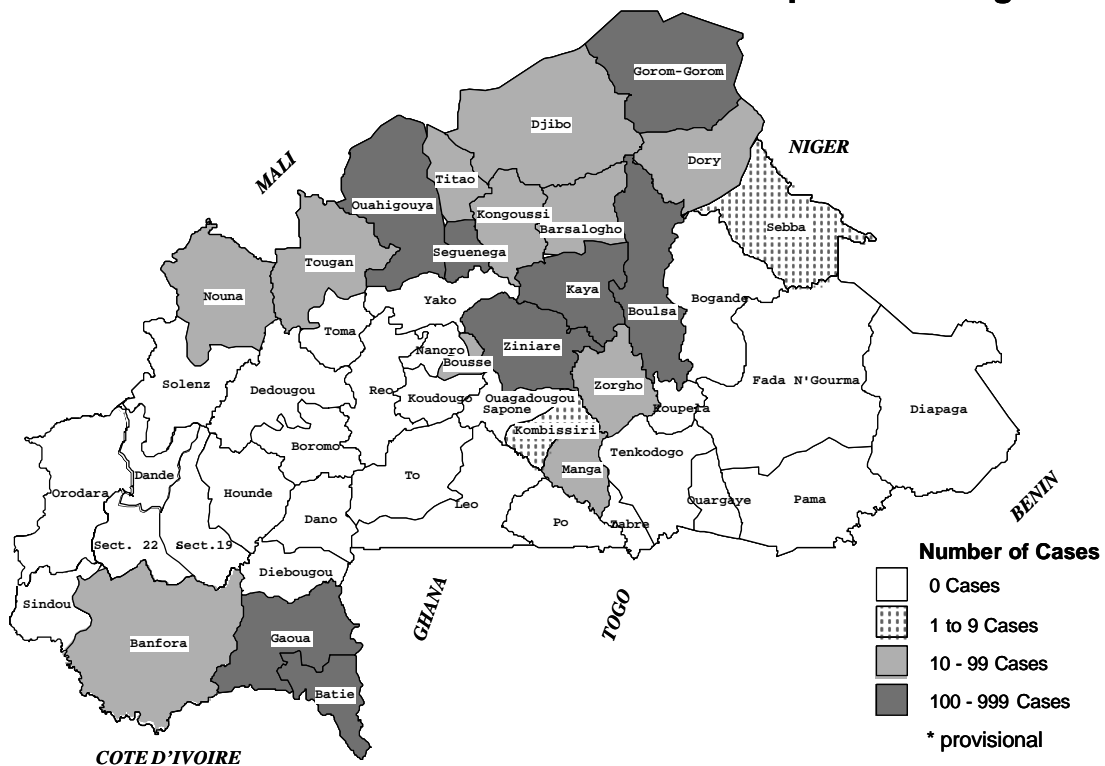 Gorom-Gorom
Djibo
NIGER
Dory
MALI
Titao
Ouahigouya
Kongoussi
Barsalogho
Sebba
Seguenega
Tougan
Kaya
Nouna
Yako
Bogande
Boulsa
Toma
Ziniare
Nanoro
Bousse
Solenz
Dedougou
Reo
Koudougo
Ouagadougou
Sapone
Zorgho
Koupela
Fada N'Gourma
Diapaga
Kombissiri
Boromo
Tenkodogo
Dande
To
Manga
Orodara
Hounde
Leo
Ouargaye
Pama
BENIN
Dano
Po
Zabre
Sect. 22
Sect.19
Diebougou
Sindou
GHANA
TOGO
Banfora
Gaoua
Batie
COTE D'IVOIRE
Number of Cases
0 Cases
1 to 9 Cases
10 - 99 Cases
100 - 999 Cases
* provisional